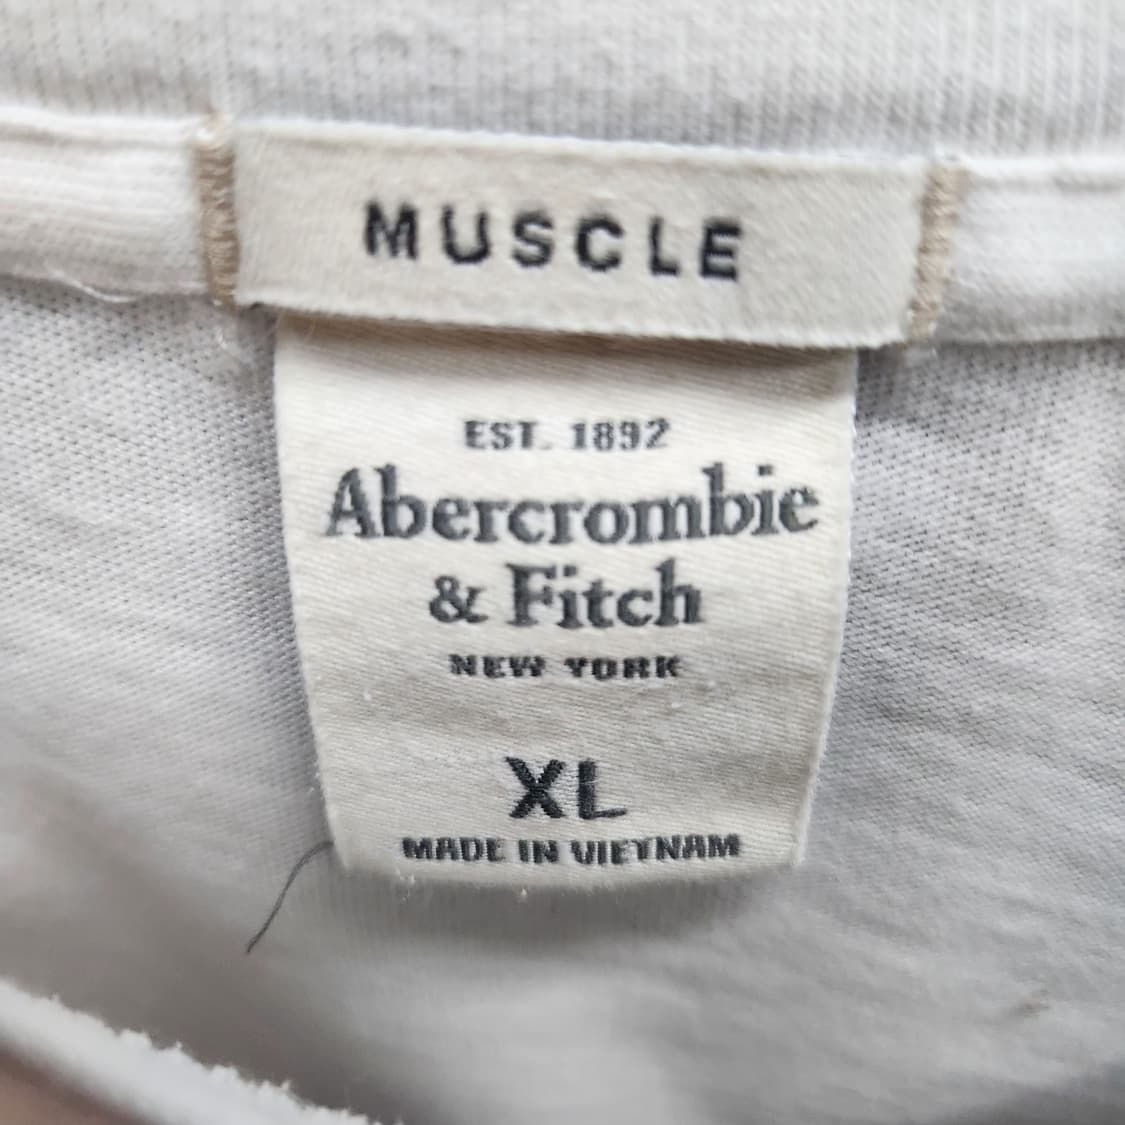 MUSCLE
EST. 1892
Abercrombie
& Fitch
NEW YORK
XL
MADE IN VIETNAM